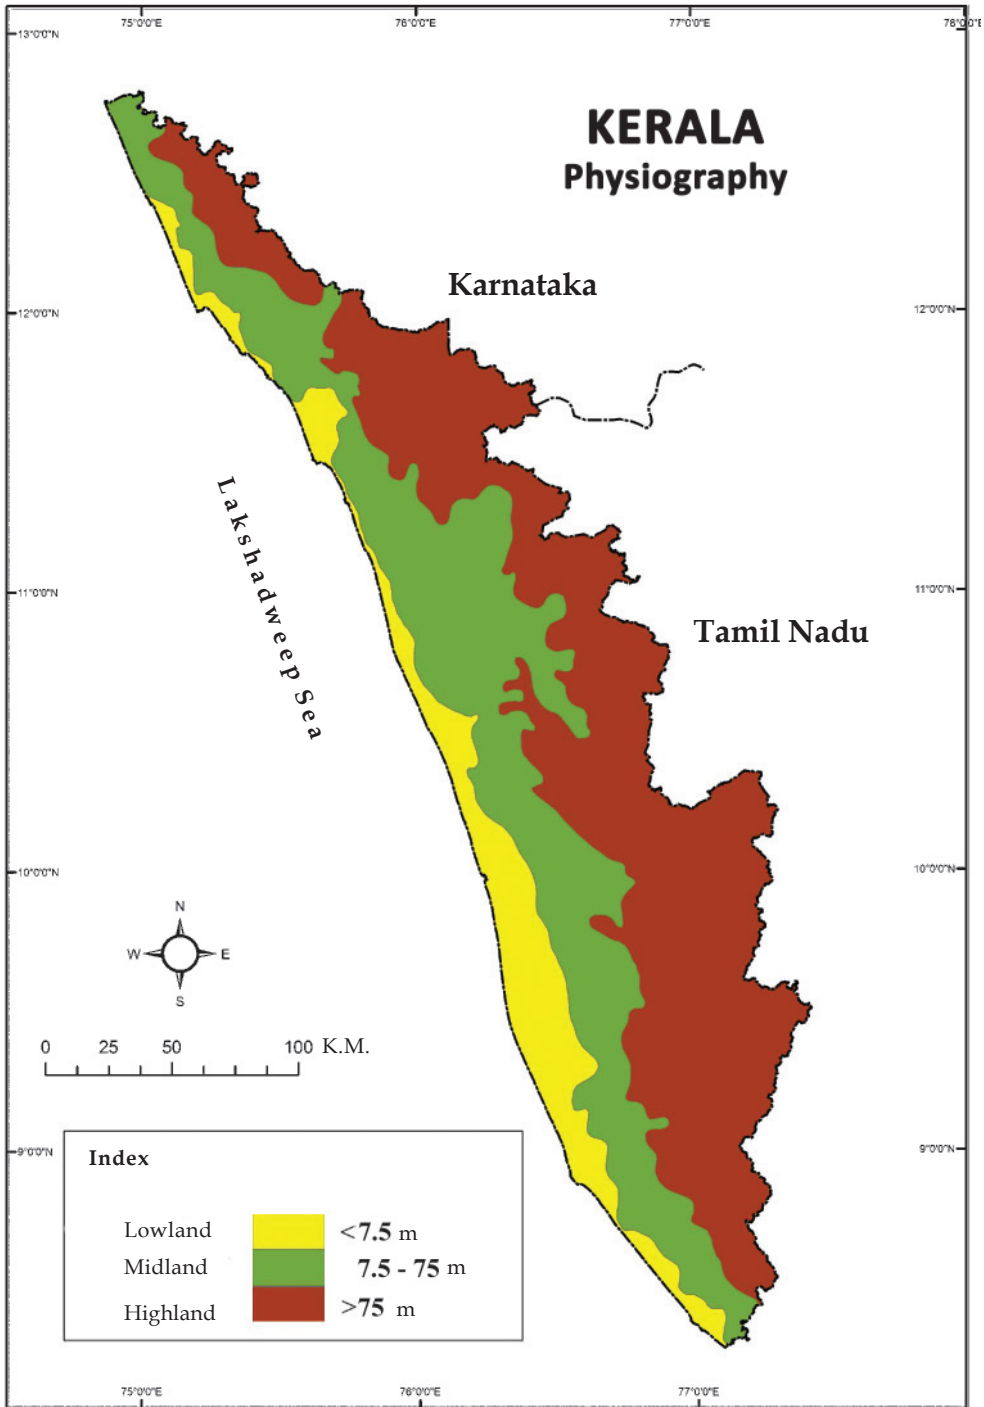 75°0'0"E 76°0'0"E 77°0'0"E 78°0'0"E
13°0'0"N
KERALA
Physiography
Karnataka
12°0'0"N 12°0'0"N
Lakshadweep Sea
11°0'0"N 11°0'0"N
Tamil Nadu
10°0'0"N 10°0'0"N
N
W E
S
0 25 50 100 K.M.
9°0'0"N 9°0'0"N
Index
Lowland <7.5 m
Midland 7.5 - 75 m
Highland >75 m
75°0'0"E 76°0'0"E 77°0'0"E